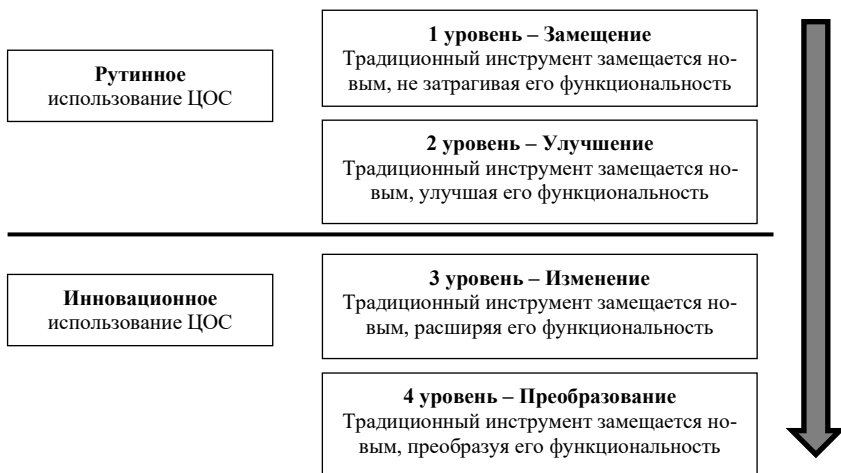 Рутинное
использование ЦОС
1 уровень – Замещение
Традиционный инструмент замещается но-
вым, не затрагивая его функциональность
2 уровень – Улучшение
Традиционный инструмент замещается но-
вым, улучшая его функциональность
Инновационное
использование ЦОС
3 уровень – Изменение
Традиционный инструмент замещается но-
вым, расширяя его функциональность
4 уровень – Преобразование
Традиционный инструмент замещается но-
вым, преобразуя его функциональность